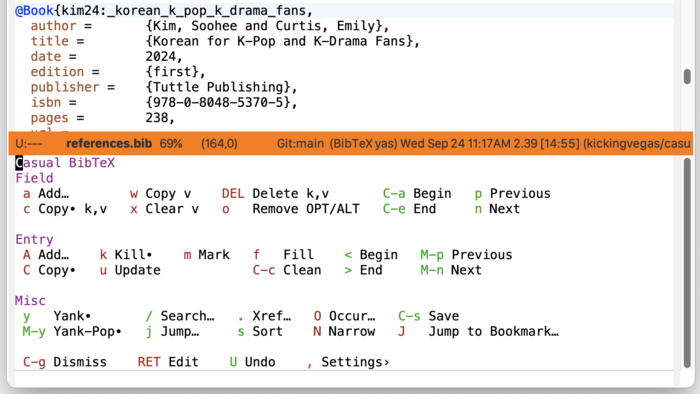 @Book{kim24:_korean_k_pop_k_drama_fans,
author = {Kim, Soohee and Curtis, Emily},
title = {Korean for K-Pop and K-Drama Fans},
date = 2024,
edition = {first},
publisher = {Tuttle Publishing},
isbn = {978-0-8048-5370-5},
pages = 238,
U:--- references.bib 69% (164,0) Git:main (BibTeX yas) Wed Sep 24 11:17AM 2.39 [14:55] (kickingvegas/casu
Casual BibTeX
Field
a Add… w Copy v DEL Delete k,v C-a Begin p Previous
c Copy• k,v x Clear v o Remove OPT/ALT C-e End n Next
Entry
A Add… k Kill• m Mark f Fill < Begin M-p Previous
C Copy• u Update C-c Clean > End M-n Next
Misc
y Yank• / Search… . Xref… O Occur… C-s Save
M-y Yank-Pop• j Jump… s Sort N Narrow J Jump to Bookmark…
C-g Dismiss RET Edit U Undo , Settings›